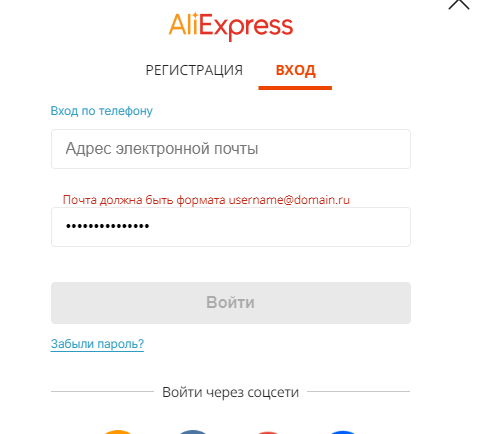 AliExpress
РЕГИСТРАЦИЯ ВХОД
Вход по телефону
Адрес электронной почты
Почта должна быть формата username@domain.ru
•••••••••••••••
Войти
Забыли пароль?
Войти через соцсети